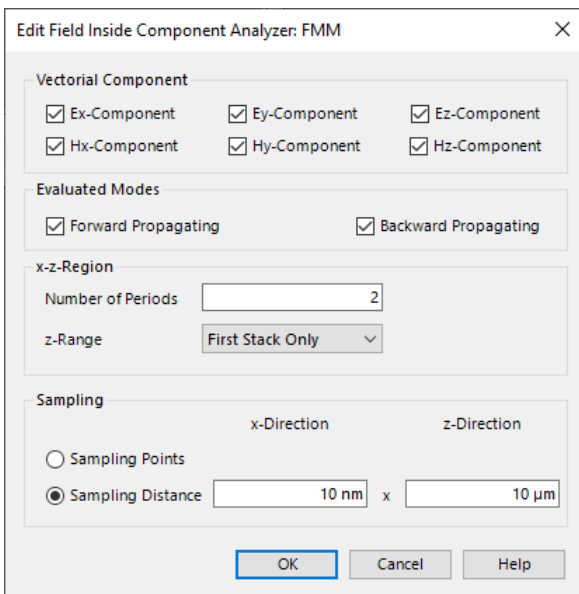 Edit Field Inside Component Analyzer: FMM
Vectorial Component
Ex-Component Ey-Component Ez-Component
Hx-Component Hy-Component Hz-Component
Evaluated Modes
Forward Propagating Backward Propagating
x-z-Region
Number of Periods 2
z-Range First Stack Only
Sampling
x-Direction z-Direction
Sampling Points
Sampling Distance 10 nm x 10 µm
OK Cancel Help